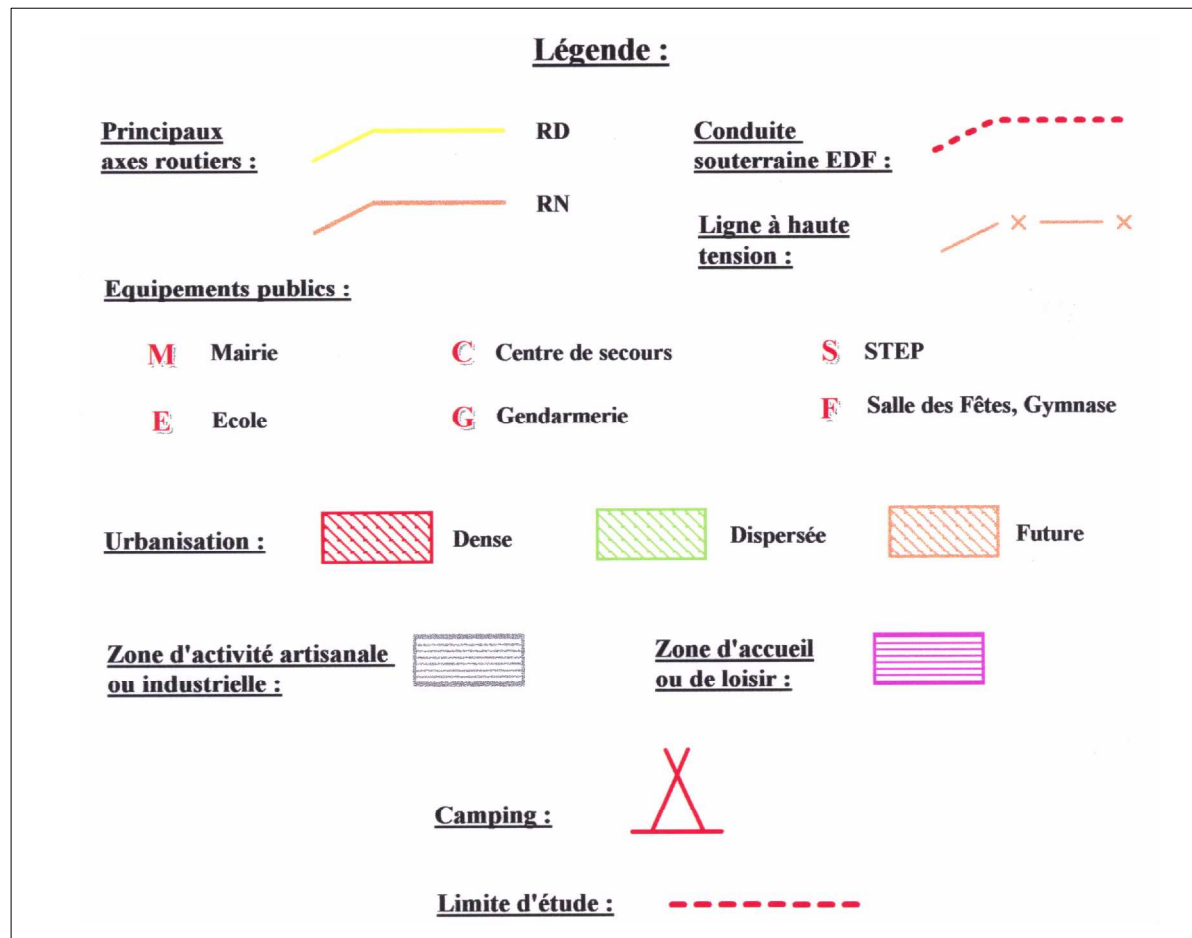 Légende :
Principaux
axes routiers :
RD
RN
Conduite
souterraine EDF :
Ligne à haute
tension :
Equipements publics :
M Mairie
C Centre de secours
S STEP
E Ecole
G Gendarmerie
F Salle des Fêtes, Gymnase
Urbanisation :
Dense
Dispersée
Future
Zone d'activité artisanale
ou industrielle :
Zone d'accueil
ou de loisir :
Camping :
Limite d'étude :